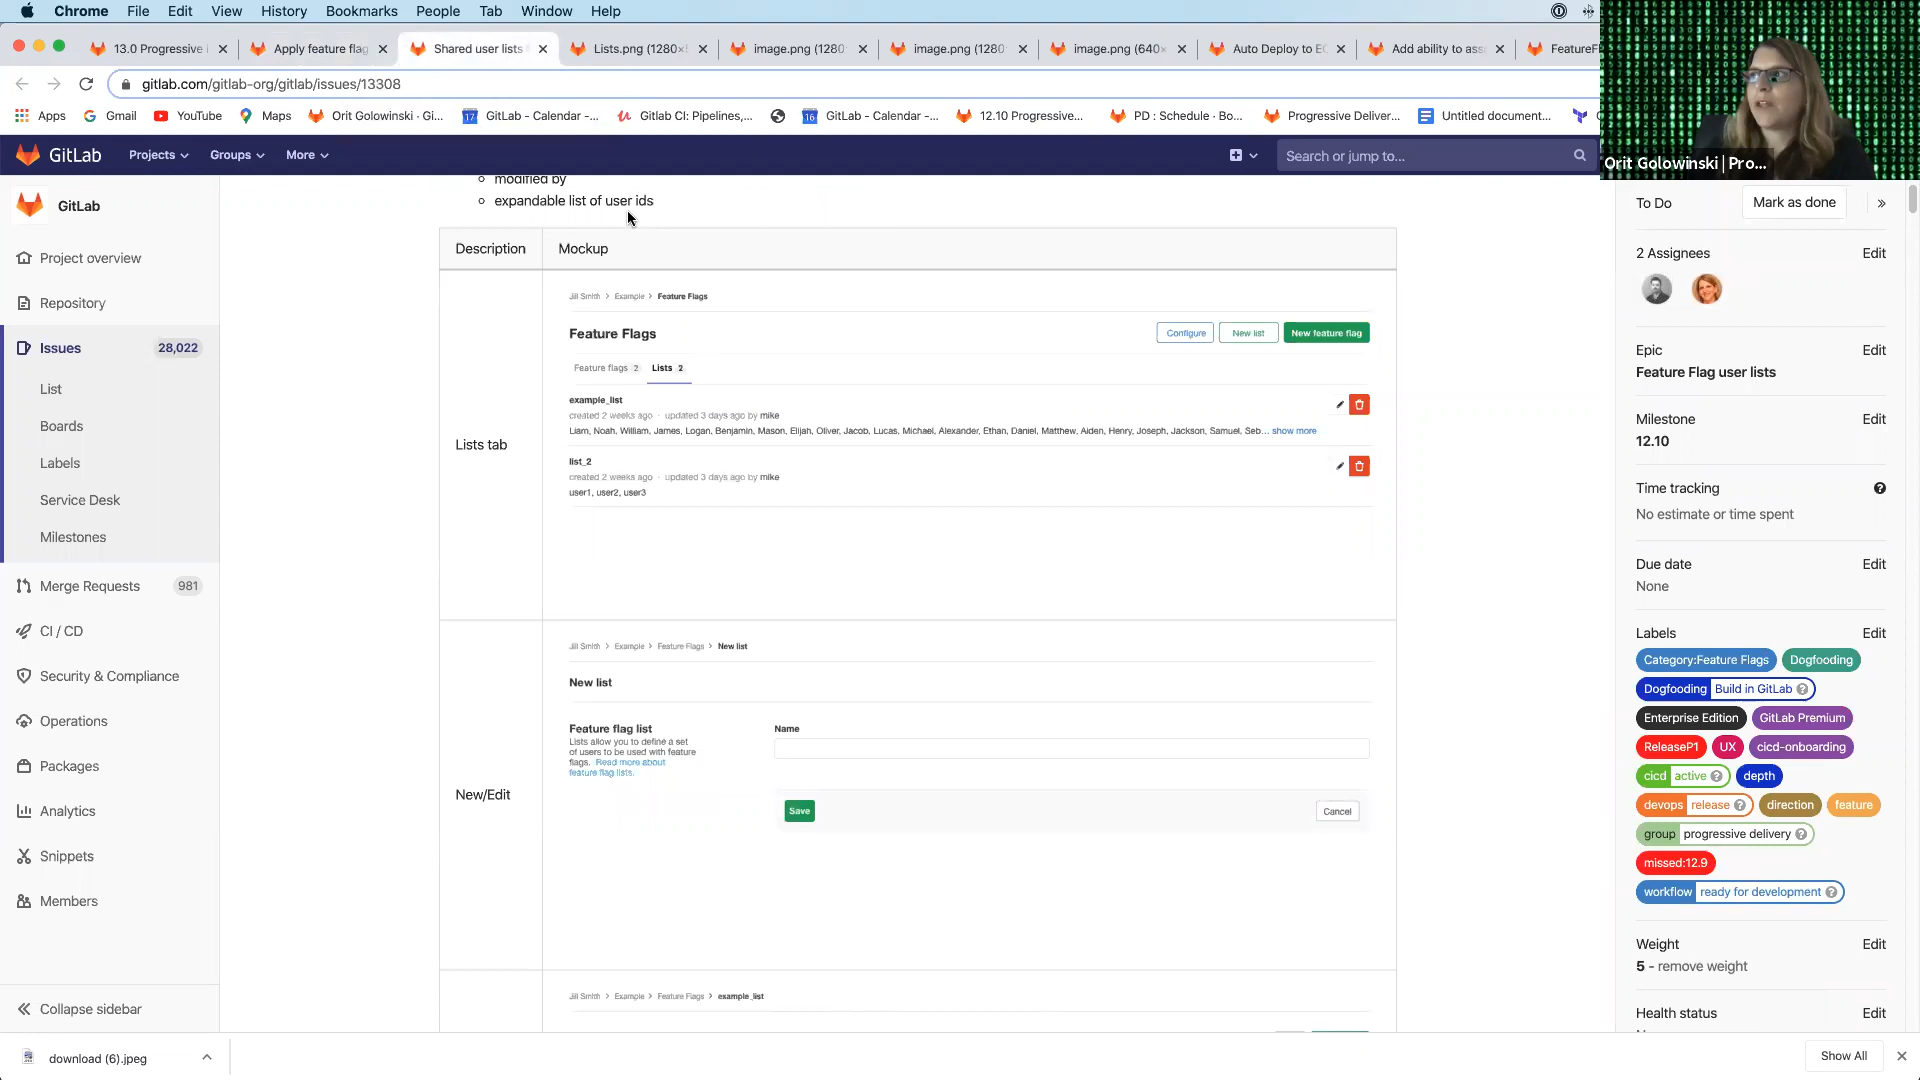 Chrome File Edit View History Bookmarks People Tab Window Help
13.0 Progressive Apply feature flag Shared user lists Lists.png (1280× image.png (1280 image.png (1280 image.png (640× Auto Deploy to EC Add ability to ass FeatureF
gitlab.com/gitlab-org/gitlab/issues/13308
Apps Gmail YouTube Maps Orit Golowinski · Gi... 17 GitLab - Calendar -... Gitlab CI: Pipelines,... 16 GitLab - Calendar -... 12.10 Progressive... PD : Schedule · Bo... Progressive Deliver... Untitled document...
Orit Golowinski | Pro...
GitLab Projects Groups More Search or jump to...
GitLab
Project overview
Repository
Issues 28,022
List
Boards
Labels
Service Desk
Milestones
Merge Requests 981
CI / CD
Security & Compliance
Operations
Packages
Analytics
Snippets
Members
Collapse sidebar
modified by
expandable list of user ids
Description Mockup
Lists tab
Jill Smith > Example > Feature Flags
Feature Flags Configure New list New feature flag
Feature flags 2 Lists 2
example_list
created 2 weeks ago · updated 3 days ago by mike
Liam, Noah, William, James, Logan, Benjamin, Mason, Elijah, Oliver, Jacob, Lucas, Michael, Alexander, Ethan, Daniel, Matthew, Aiden, Henry, Joseph, Jackson, Samuel, Seb... show more
list_2
created 2 weeks ago · updated 3 days ago by mike
user1, user2, user3
New/Edit
Jill Smith > Example > Feature Flags > New list
New list
Feature flag list
Lists allow you to define a set
of users to be used with feature
flags. Read more about
feature flag lists.
Name
Save Cancel
Jill Smith > Example > Feature Flags > example_list
To Do Mark as done
2 Assignees Edit
Epic Edit
Feature Flag user lists
Milestone Edit
12.10
Time tracking
No estimate or time spent
Due date Edit
None
Labels Edit
Category:Feature Flags Dogfooding
Dogfooding Build in GitLab
Enterprise Edition GitLab Premium
ReleaseP1 UX cicd-onboarding
cicd active depth
devops release direction feature
group progressive delivery
missed:12.9
workflow ready for development
Weight Edit
5 - remove weight
Health status Edit
download (6).jpeg Show All